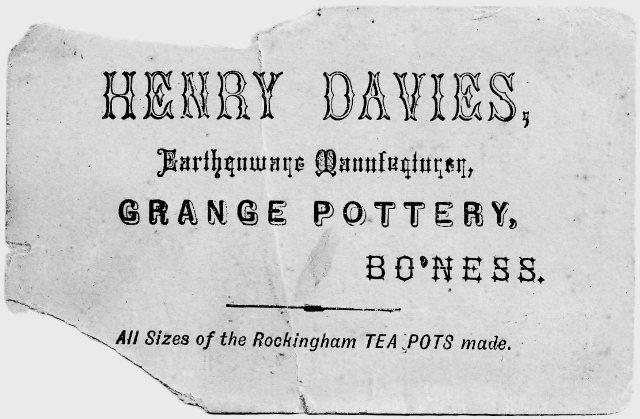 HENRY DAVIES,
Earthenware Manufacturer,
GRANGE POTTERY,
BO'NESS.
All Sizes of the Rockingham TEA POTS made.